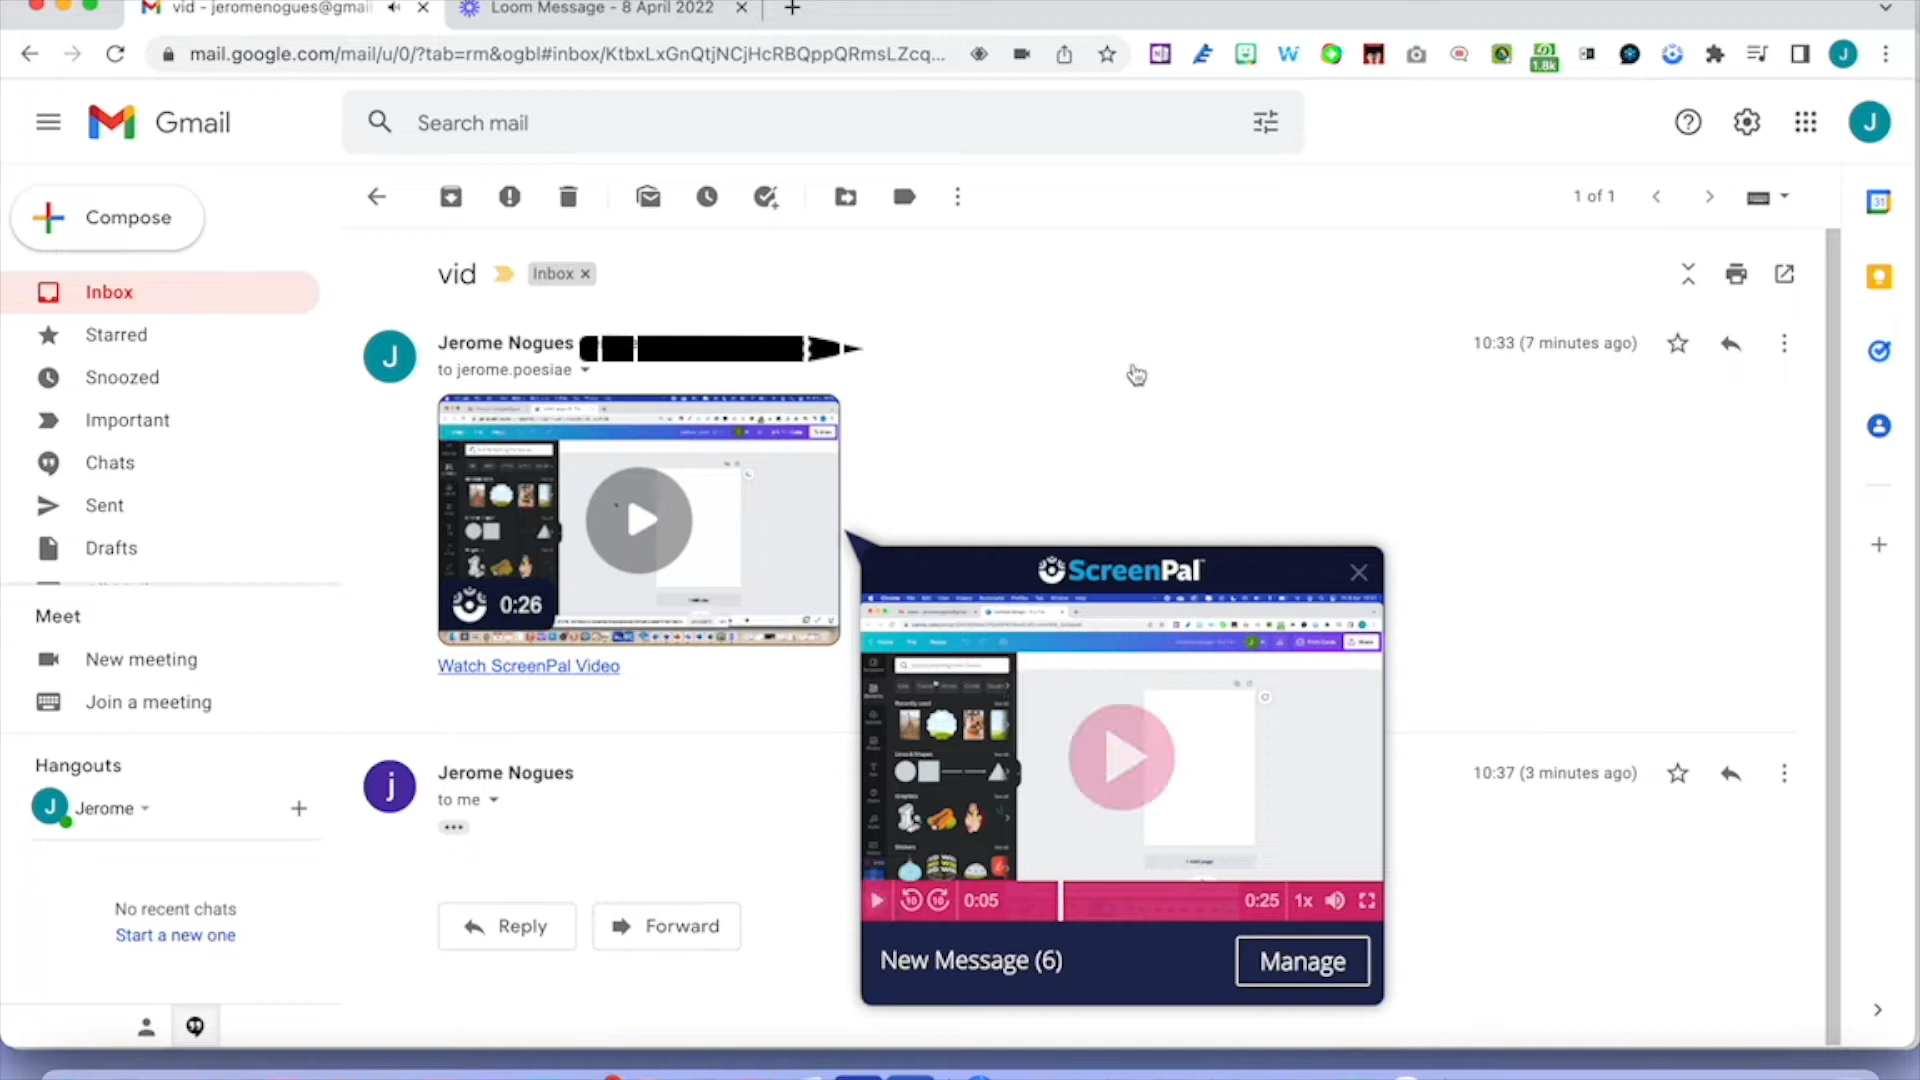 vid - jeromenogues@gmail
Loom Message - 8 April 2022
mail.google.com/mail/u/0/?tab=rm&ogbl#inbox/KtbxLxGnQtjNCjHcRBQppQRmsLZcq...
1.8k
J
Gmail
Search mail
J
Compose
1 of 1
31
vid
Inbox
Inbox
Starred
Snoozed
Important
Chats
Sent
Drafts
J
Jerome Nogues
10:33 (7 minutes ago)
to jerome.poesiae
0:26
Watch ScreenPal Video
ScreenPal
0:05
0:25
1x
New Message (6)
Manage
Meet
New meeting
Join a meeting
Hangouts
J
Jerome
No recent chats
Start a new one
j
Jerome Nogues
10:37 (3 minutes ago)
to me
Reply
Forward